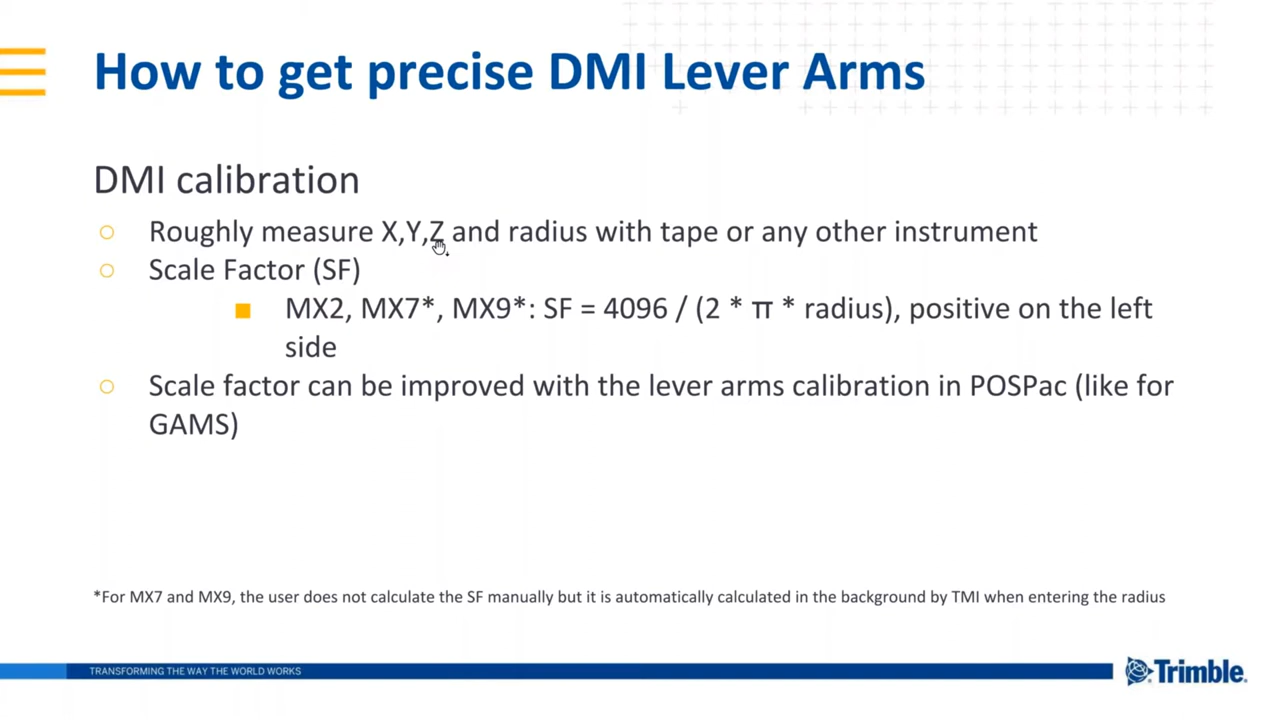 How to get precise DMI Lever Arms
DMI calibration
Roughly measure X,Y,Z and radius with tape or any other instrument
Scale Factor (SF)
MX2, MX7*, MX9*: SF = 4096 / (2 * π * radius), positive on the left
side
Scale factor can be improved with the lever arms calibration in POSPac (like for
GAMS)
*For MX7 and MX9, the user does not calculate the SF manually but it is automatically calculated in the background by TMI when entering the radius
TRANSFORMING THE WAY THE WORLD WORKS
Trimble.